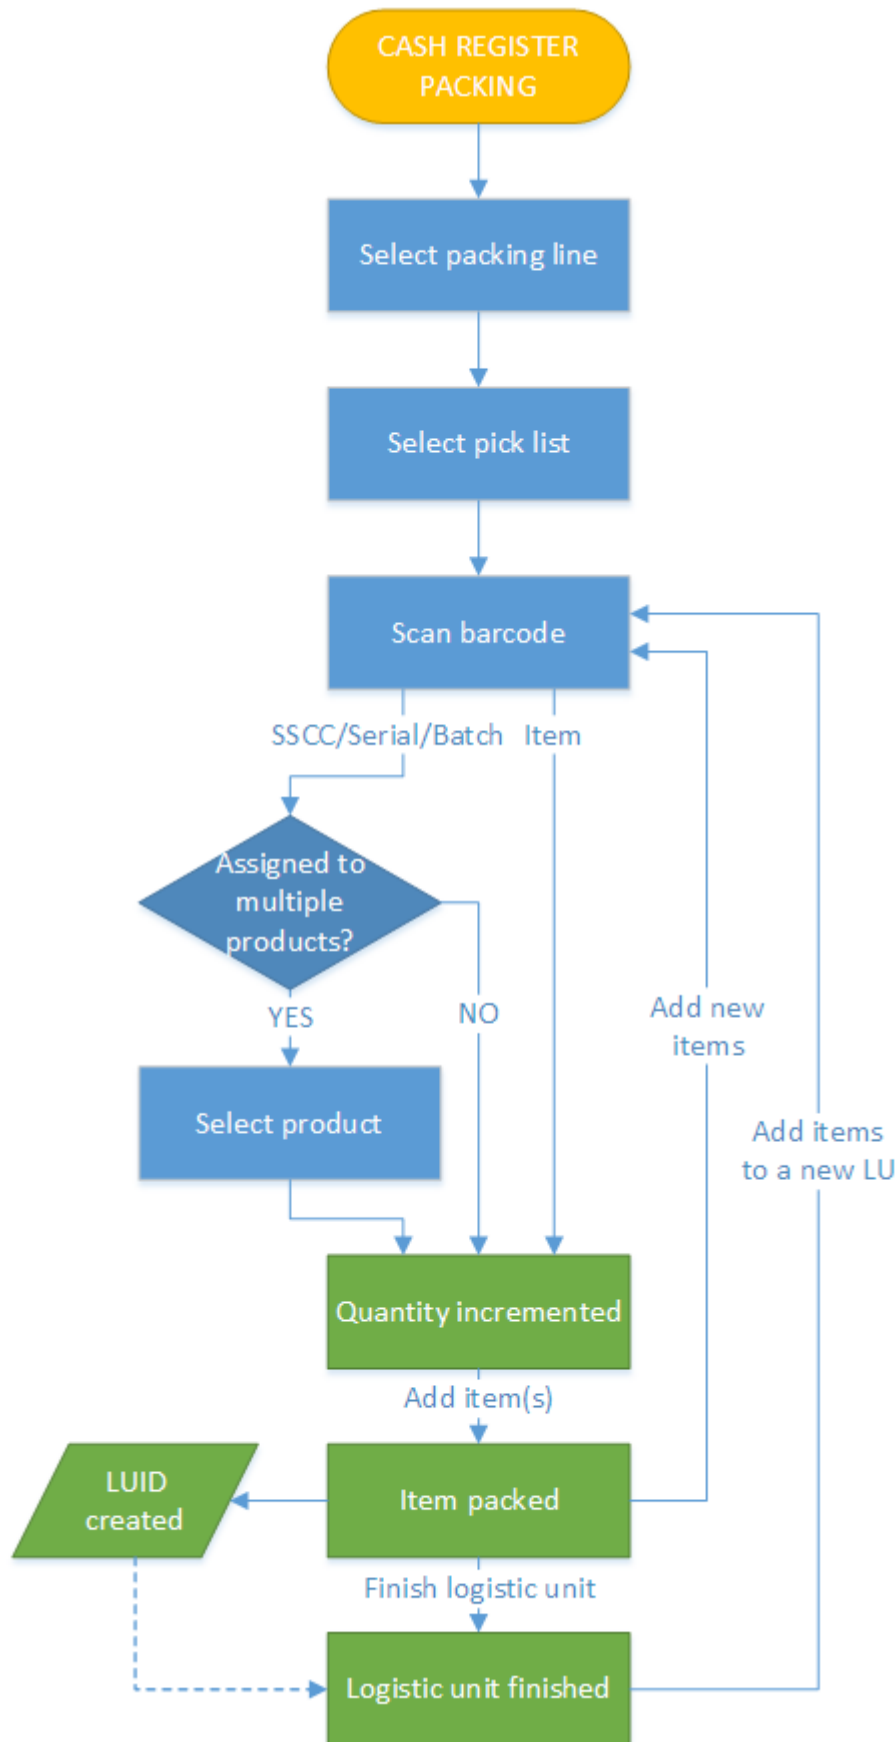 CASH REGISTER
PACKING
Select packing line
Select pick list
Scan barcode
SSCC/Serial/Batch
Item
Assigned to
multiple
products?
YES
NO
Add new
items
Select product
Add items
to a new LU
Quantity incremented
Add item(s)
LUID
created
Item packed
Finish logistic unit
Logistic unit finished